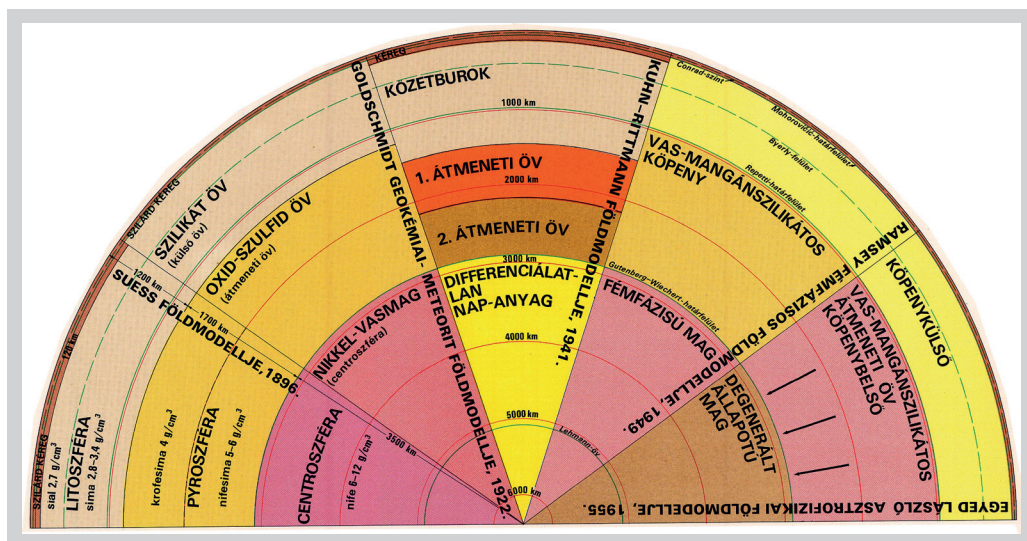 SZILÁRD KÉREG
sial 2,7 g/cm³
LITOSZFÉRA
sima 2,8–3,4 g/cm³
krofesima 4 g/cm³
PYROSZFÉRA
nifesima 5–6 g/cm³
CENTROSZFÉRA
nife 6–12 g/cm³
120 km
1200 km
1700 km
3500 km
SUESS FÖLDMODELLJE, 1896.
SZILÁRD KÉREG
SZILIKÁT ÖV
(külső öv)
OXID-SZULFID ÖV
(átmeneti öv)
NIKKEL-VASMAG
(centroszféra)
GOLDSCHMIDT GEOKÉMIAI-METEORIT FÖLDMODELLJE, 1922.
KÉREG
KŐZETBUROK
1000 km
1. ÁTMENETI ÖV
2000 km
2. ÁTMENETI ÖV
3000 km
DIFFERENCIÁLAT-
LAN
NAP-ANYAG
4000 km
5000 km
6000 km
KUHN–RITTMANN FÖLDMODELLJE, 1941.
Conrad-szint
Mohorovičić-határfelület
Byerly-felület
Repetti-határfelület
VAS-MANGÁNSZILIKÁTOS
KÖPENY
Gutenberg–Wiechert-határfelület
FÉMFÁZISÚ MAG
Lehmann-öv
RAMSEY FÉMFÁZISOS FÖLDMODELLJE, 1949.
KÖPENYKÜLSŐ
VAS-MANGÁNSZILIKÁTOS
ÁTMENETI ÖV
KÖPENYBELSŐ
DEGENERÁLT
ÁLLAPOTÚ
MAG
EGYED LÁSZLÓ ASZTROFIZIKAI FÖLDMODELLJE, 1955.